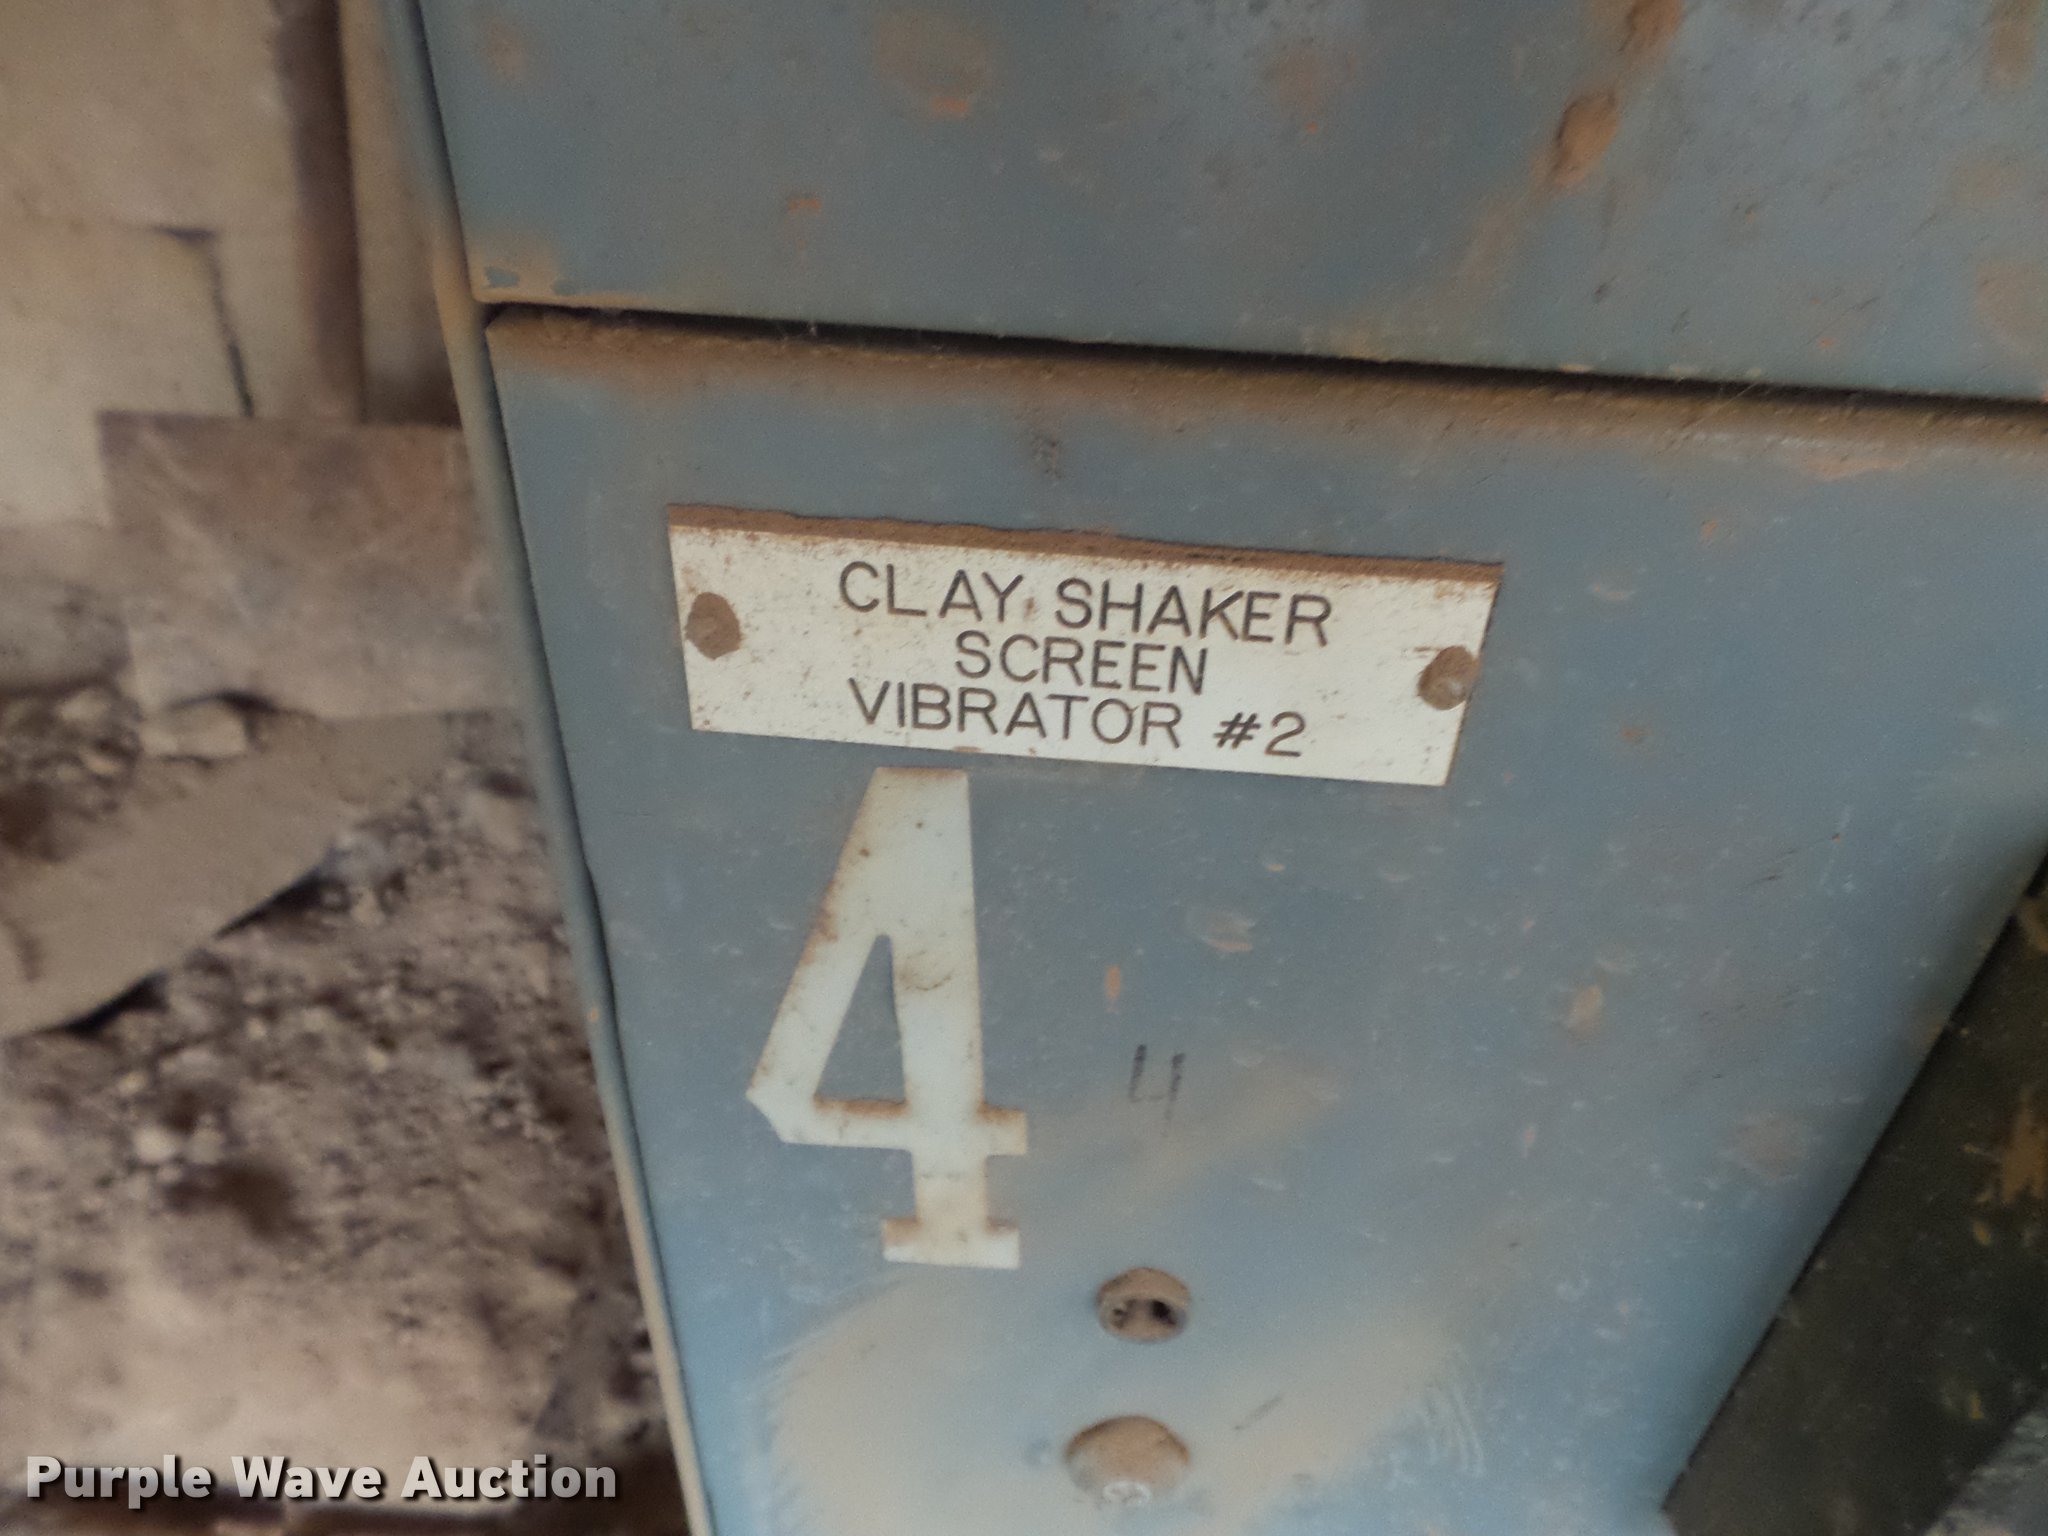 CLAY SHAKER
SCREEN
VIBRATOR #2
4
4
Purple Wave Auction